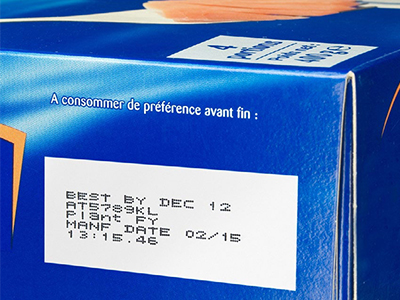 4
A consommer de préférence avant fin :
BEST BY DEC 12
AT5789KL
Plant FY
MANF DATE 02/15
13:15.46